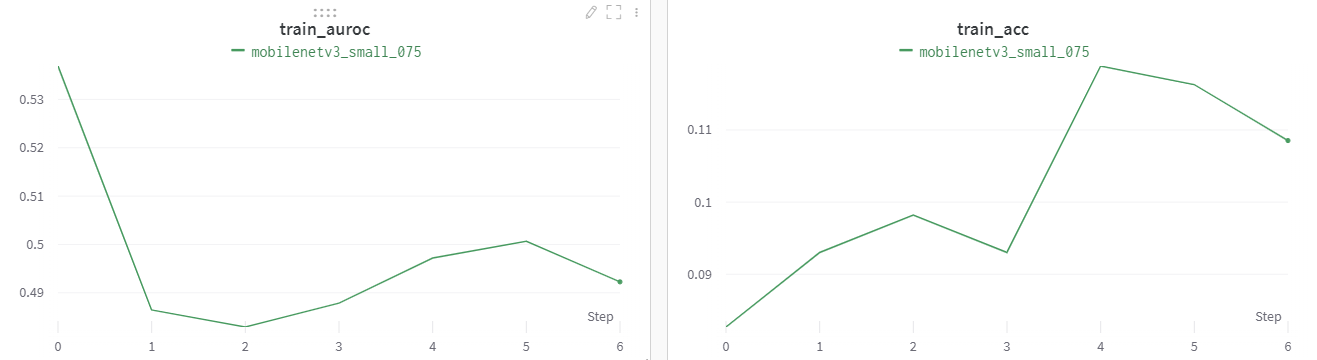 train_auroc
mobilenetv3_small_075
0.53
0.52
0.51
0.5
0.49
Step
0 1 2 3 4 5 6
train_acc
mobilenetv3_small_075
0.11
0.1
0.09
Step
0 1 2 3 4 5 6